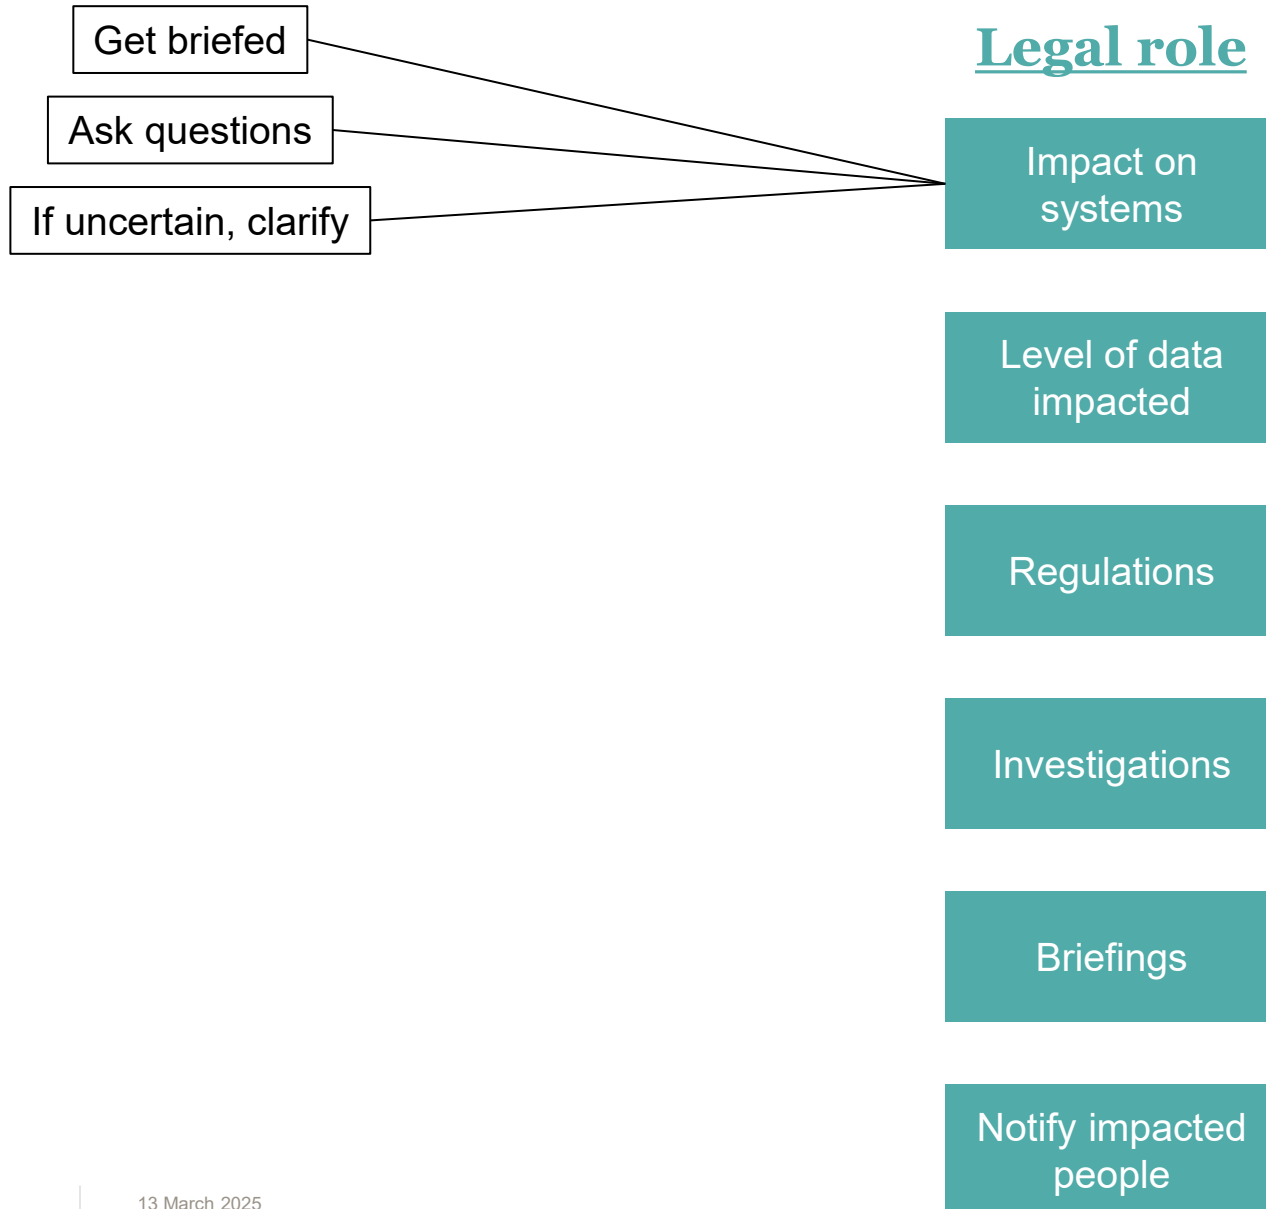 Get briefed
Ask questions
If uncertain, clarify
Legal role
Impact on
systems
Level of data
impacted
Regulations
Investigations
Briefings
Notify impacted
people
13 March 2025